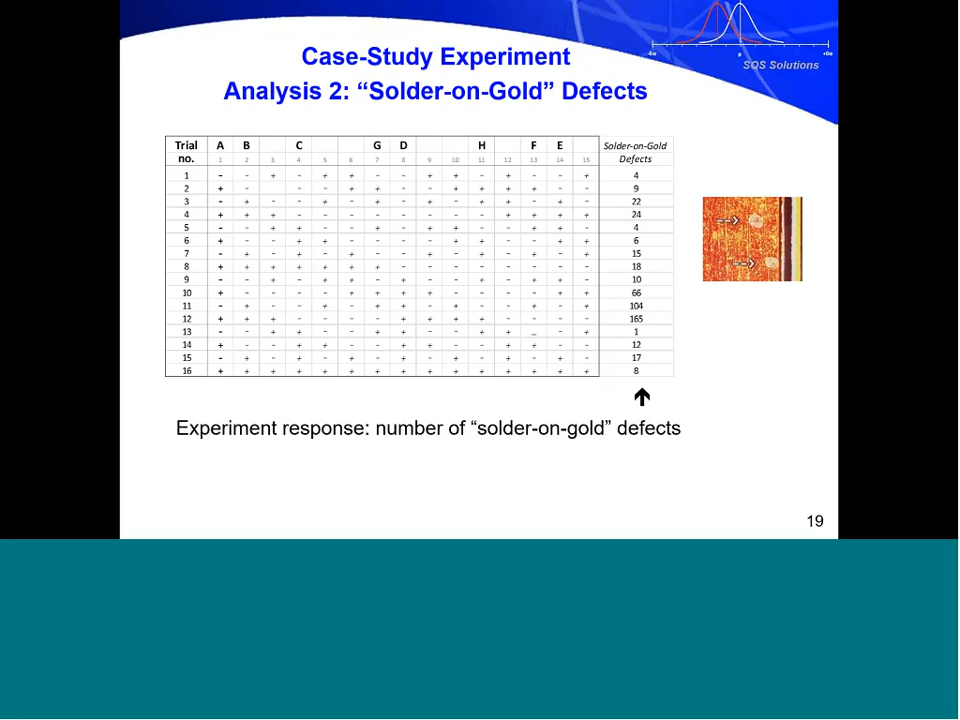 -6σ μ +6σ
SQS Solutions
Case-Study Experiment
Analysis 2: “Solder-on-Gold” Defects
Trial A B C G D H F E Solder-on-Gold
no. 1 2 3 4 5 6 7 8 9 10 11 12 13 14 15 Defects
1 - - + - + + - - + + - + - - + 4
2 + - - - + + - - + + + + - - 9
3 - + - - + - + - + - + + - + - 22
4 + + + - - - - - - - - + + + + 24
5 - - + + - - + - + - - - + + - 4
6 + - - + + - - - - + + - - + + 6
7 - + - + - + - - + - + - + - + 15
8 + + + + + + + - - - - - - - - 18
9 - - + - + + - + - - + - + + - 10
10 + - - - - + + + + - - - - + + 66
11 - + - - + - + + - + - - + - + 104
12 + + + - - - - + + + + - - - - 165
13 - - + + - - + + - - + + _ - + 1
14 + - - + + - - + + - - + + - - 12
15 - + - + - + - + - + - + - + - 17
16 + + + + + + + + + + + + + + + 8
Experiment response: number of “solder-on-gold” defects
19